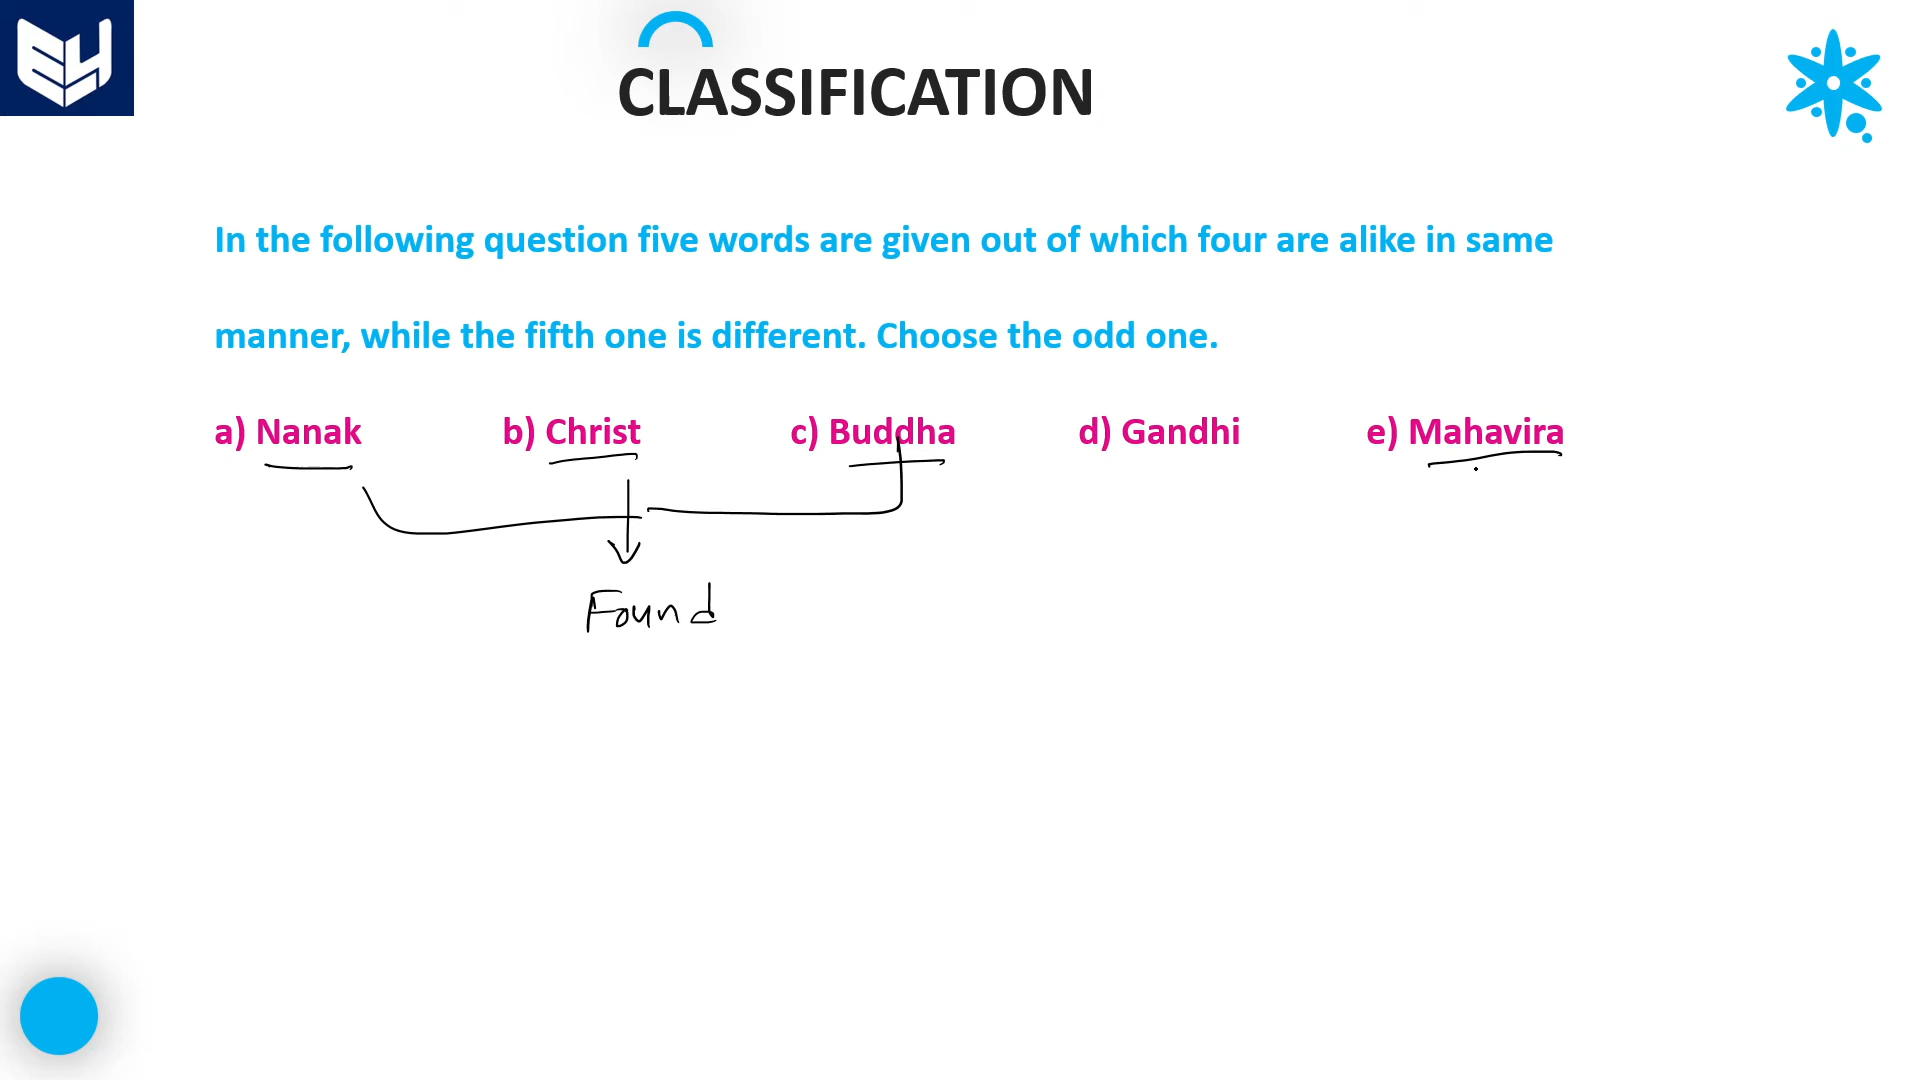 CLASSIFICATION
In the following question five words are given out of which four are alike in same
manner, while the fifth one is different. Choose the odd one.
a) Nanak b) Christ c) Buddha d) Gandhi e) Mahavira
Found